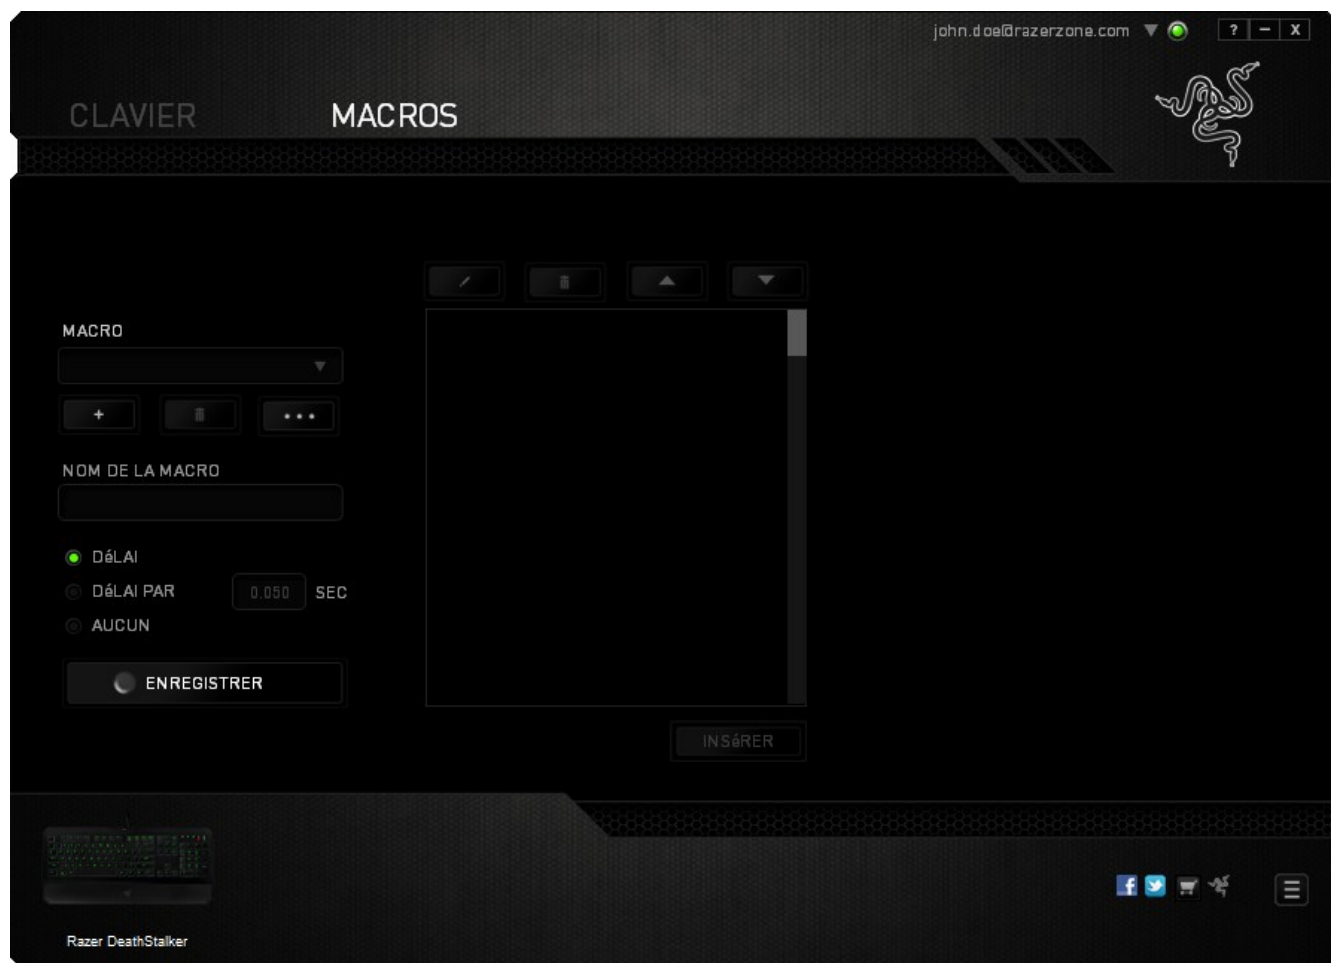 john.doe@razerzone.com
? – X
CLAVIER MACROS
MACRO
+ •••
NOM DE LA MACRO
DéLAI
DéLAI PAR 0.050 SEC
AUCUN
ENREGISTRER
INSéRER
Razer DeathStalker